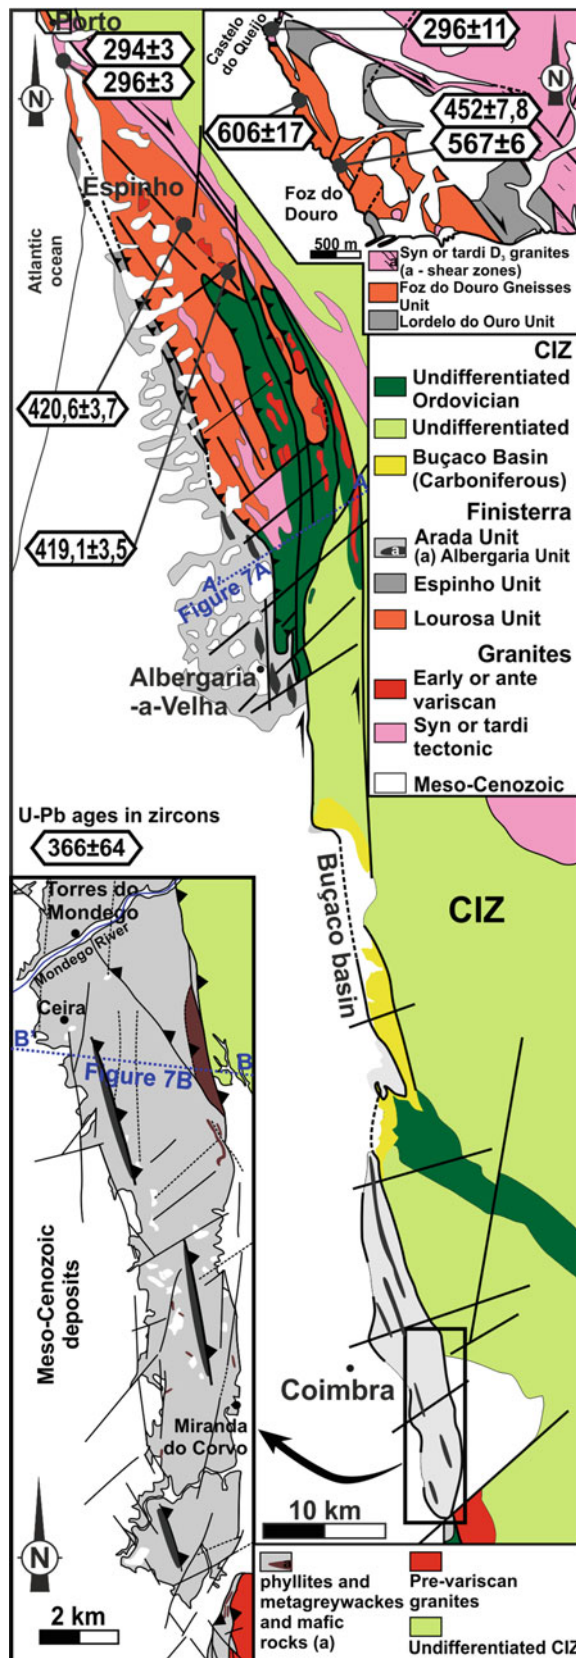 Porto
294±3
296±3
N
Castelo
do Queijo
296±11
N
452±7,8
606±17
567±6
Foz do
Douro
500 m
a
Syn or tardi D3 granites
(a - shear zones)
Foz do Douro Gneisses
Unit
Lordelo do Ouro Unit
Espinho
Atlantic
ocean
420,6±3,7
419,1±3,5
A
A'
Figure 7A
Albergaria
-a-Velha
CIZ
Undifferentiated
Ordovician
Undifferentiated
Buçaco Basin
(Carboniferous)
Finisterra
a
Arada Unit
(a) Albergaria Unit
Espinho Unit
Lourosa Unit
Granites
Early or ante
variscan
Syn or tardi
tectonic
Meso-Cenozoic
U-Pb ages in zircons
366±64
Buçaco basin
CIZ
Coimbra
10 km
Torres do
Mondego
Mondego River
Ceira
B'
B
Figure 7B
Meso-Cenozoic
deposits
Miranda
do Corvo
N
2 km
a
phyllites and
metagreywackes
and mafic
rocks (a)
Pre-variscan
granites
Undifferentiated CIZ